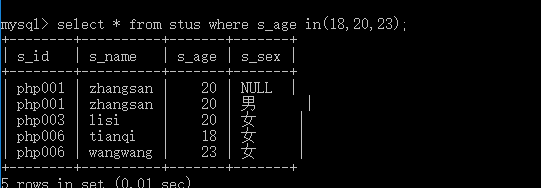 mysql> select * from stus where s_age in(18,20,23);
+--------+----------+-------+-------+
| s_id   | s_name   | s_age | s_sex |
+--------+----------+-------+-------+
| php001 | zhangsan |    20 | NULL  |
| php001 | zhangsan |    20 | 男     |
| php003 | lisi     |    20 | 女     |
| php006 | tianqi   |    18 | 女     |
| php006 | wangwang |    23 | 女     |
+--------+----------+-------+-------+
5 rows in set (0.01 sec)